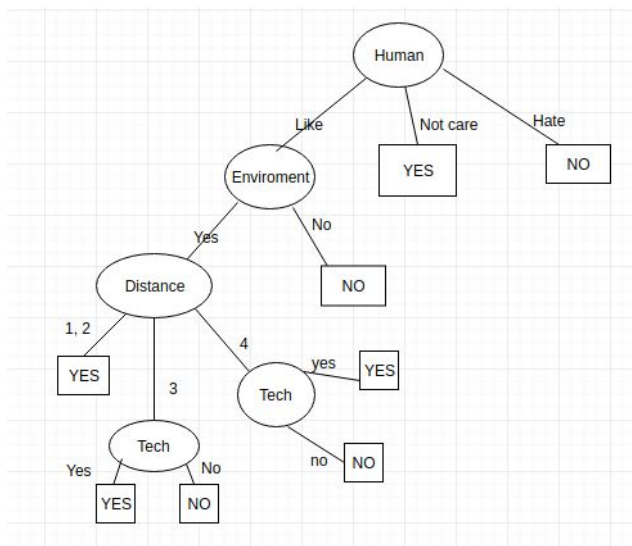 Human
Like
Not care
Hate
Enviroment
YES
NO
Yes
No
Distance
NO
1, 2
4
YES
3
yes
YES
Tech
no
NO
Tech
Yes
No
YES
NO